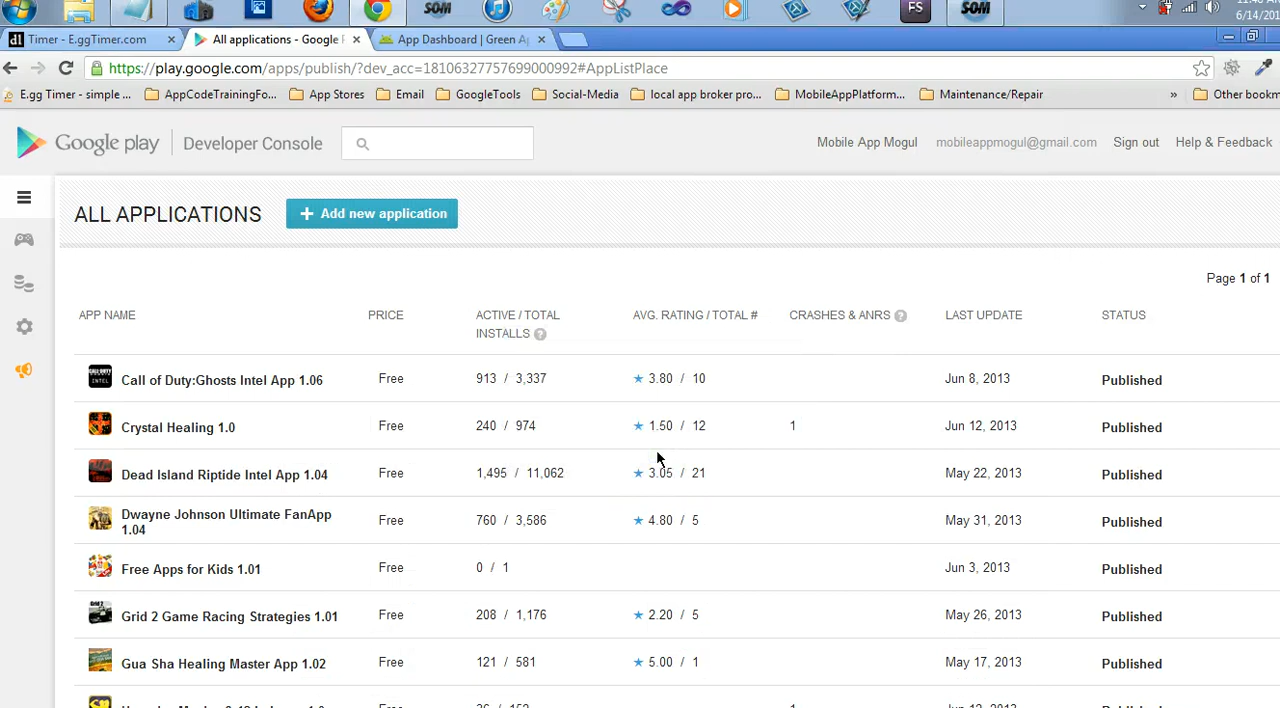 SOM
FS
SOM
6/14/201
Timer - E.ggTimer.com
All applications - Google P
App Dashboard | Green Ap
https://play.google.com/apps/publish/?dev_acc=18106327757699000992#AppListPlace
E.gg Timer - simple ...
AppCodeTrainingFo...
App Stores
Email
GoogleTools
Social-Media
local app broker pro...
MobileAppPlatform...
Maintenance/Repair
»
Other bookm
Google play
Developer Console
Mobile App Mogul
mobileappmogul@gmail.com
Sign out
Help & Feedback
ALL APPLICATIONS
+ Add new application
Page 1 of 1
APP NAME
PRICE
ACTIVE / TOTAL
INSTALLS
AVG. RATING / TOTAL #
CRASHES & ANRS
LAST UPDATE
STATUS
Call of Duty:Ghosts Intel App 1.06
Free
913 / 3,337
3.80 / 10
Jun 8, 2013
Published
Crystal Healing 1.0
Free
240 / 974
1.50 / 12
1
Jun 12, 2013
Published
Dead Island Riptide Intel App 1.04
Free
1,495 / 11,062
3.05 / 21
May 22, 2013
Published
Dwayne Johnson Ultimate FanApp
1.04
Free
760 / 3,586
4.80 / 5
May 31, 2013
Published
Free Apps for Kids 1.01
Free
0 / 1
Jun 3, 2013
Published
Grid 2 Game Racing Strategies 1.01
Free
208 / 1,176
2.20 / 5
May 26, 2013
Published
Gua Sha Healing Master App 1.02
Free
121 / 581
5.00 / 1
May 17, 2013
Published